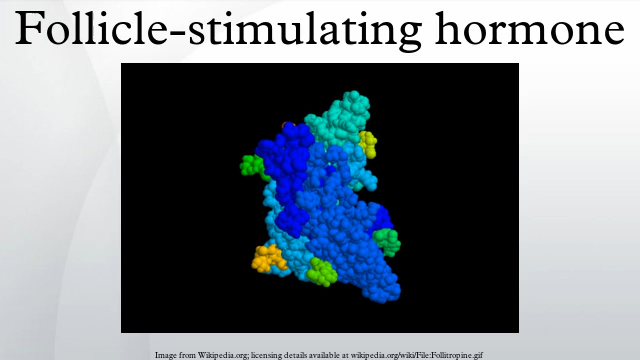 Follicle-stimulating hormone
Image from Wikipedia.org; licensing details available at wikipedia.org/wiki/File:Follitropine.gif